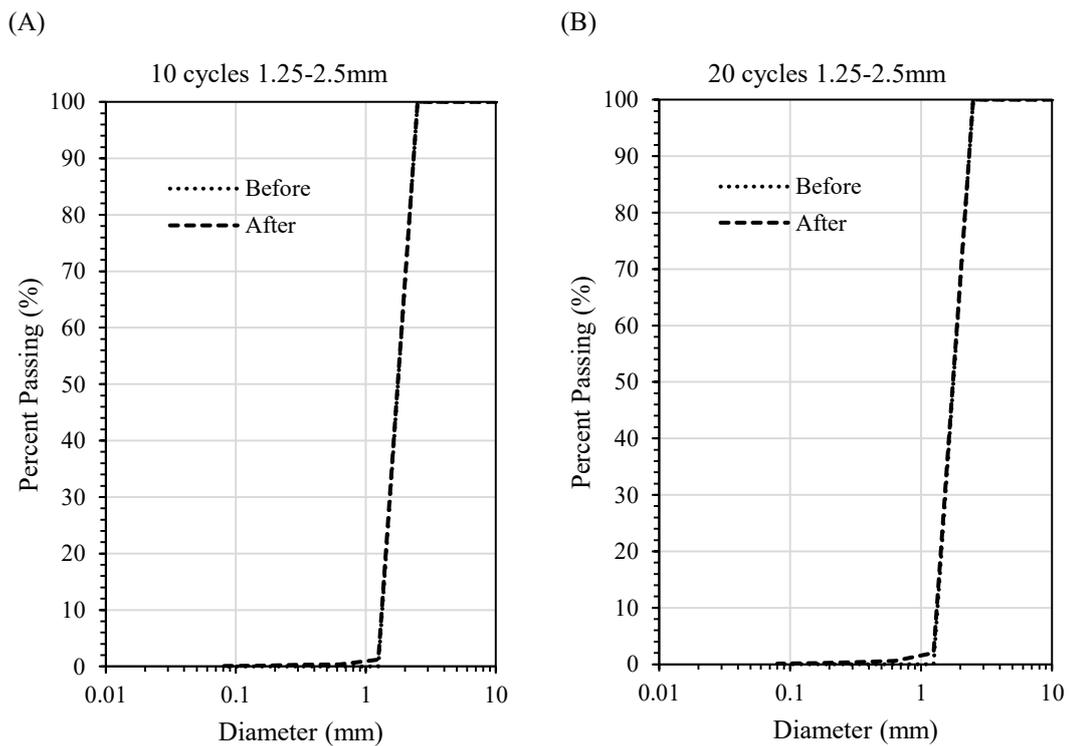 (A)
10 cycles 1.25-2.5mm
100
90
80
70
60
50
40
30
20
10
0
Percent Passing (%)
Before
After
0.01 0.1 1 10
Diameter (mm)
(B)
20 cycles 1.25-2.5mm
100
90
80
70
60
50
40
30
20
10
0
Percent Passing (%)
Before
After
0.01 0.1 1 10
Diameter (mm)